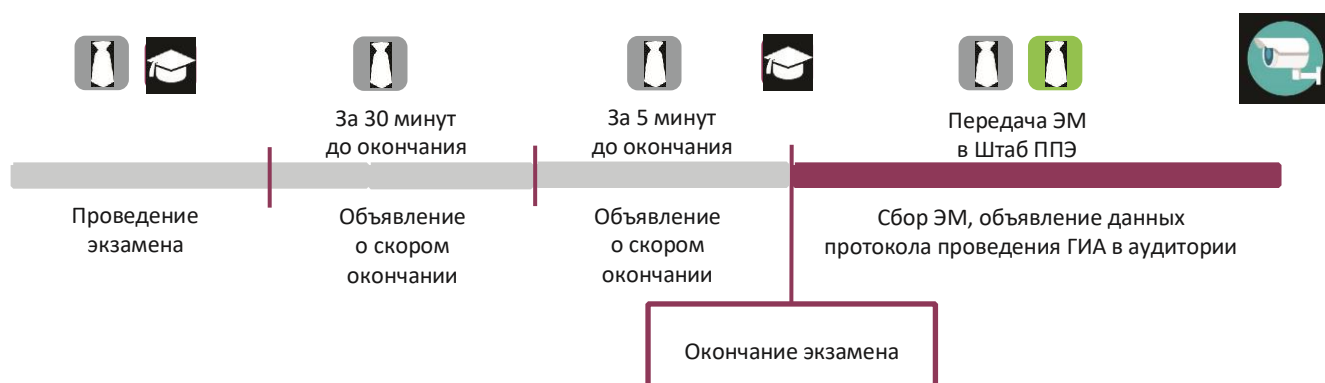 За 30 минут
до окончания
За 5 минут
до окончания
Передача ЭМ
в Штаб ППЭ
Проведение
экзамена
Объявление
о скором
окончании
Объявление
о скором
окончании
Сбор ЭМ, объявление данных
протокола проведения ГИА в аудитории
Окончание экзамена